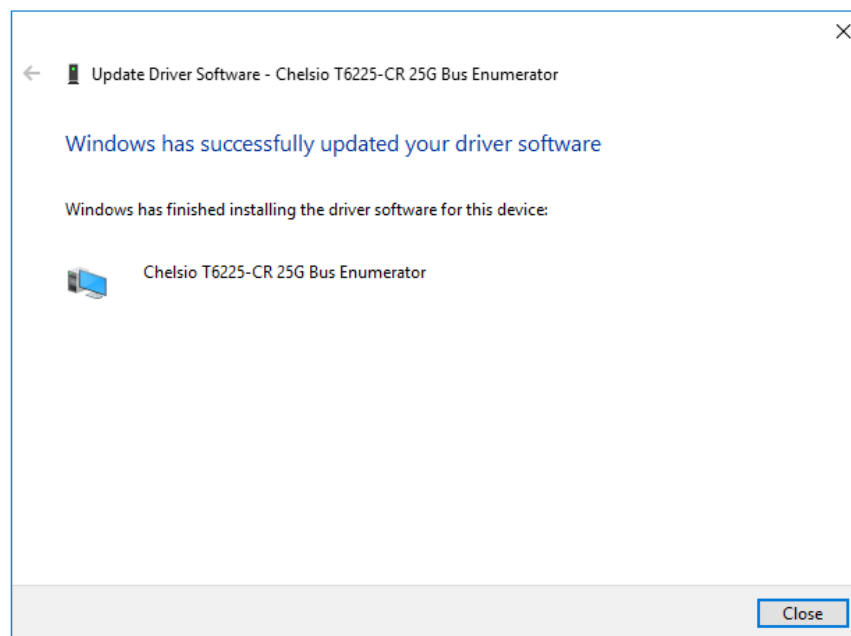 Update Driver Software - Chelsio T6225-CR 25G Bus Enumerator
Windows has successfully updated your driver software
Windows has finished installing the driver software for this device:
Chelsio T6225-CR 25G Bus Enumerator
Close